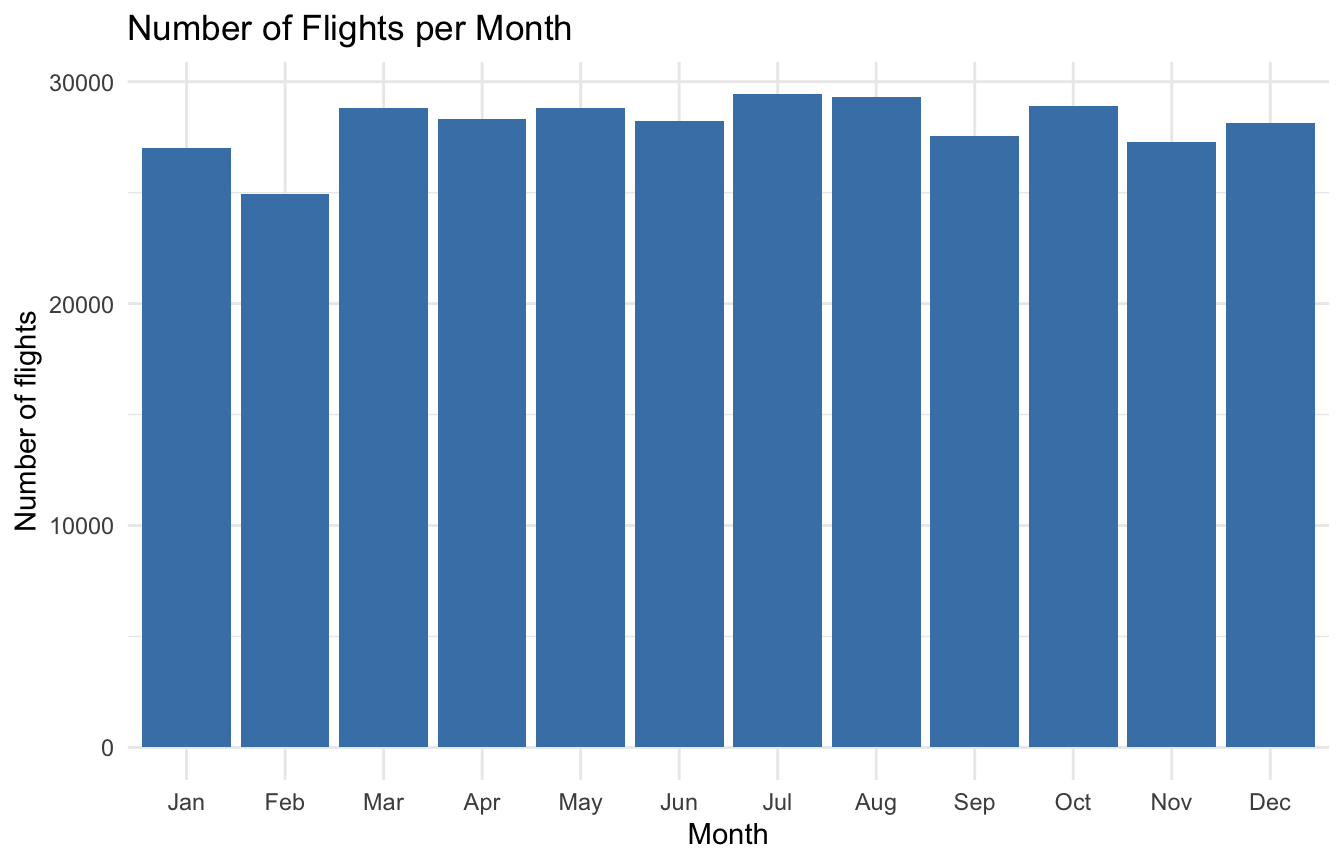 Number of Flights per Month
Number of flights
30000
20000
10000
0
Jan Feb Mar Apr May Jun Jul Aug Sep Oct Nov Dec
Month